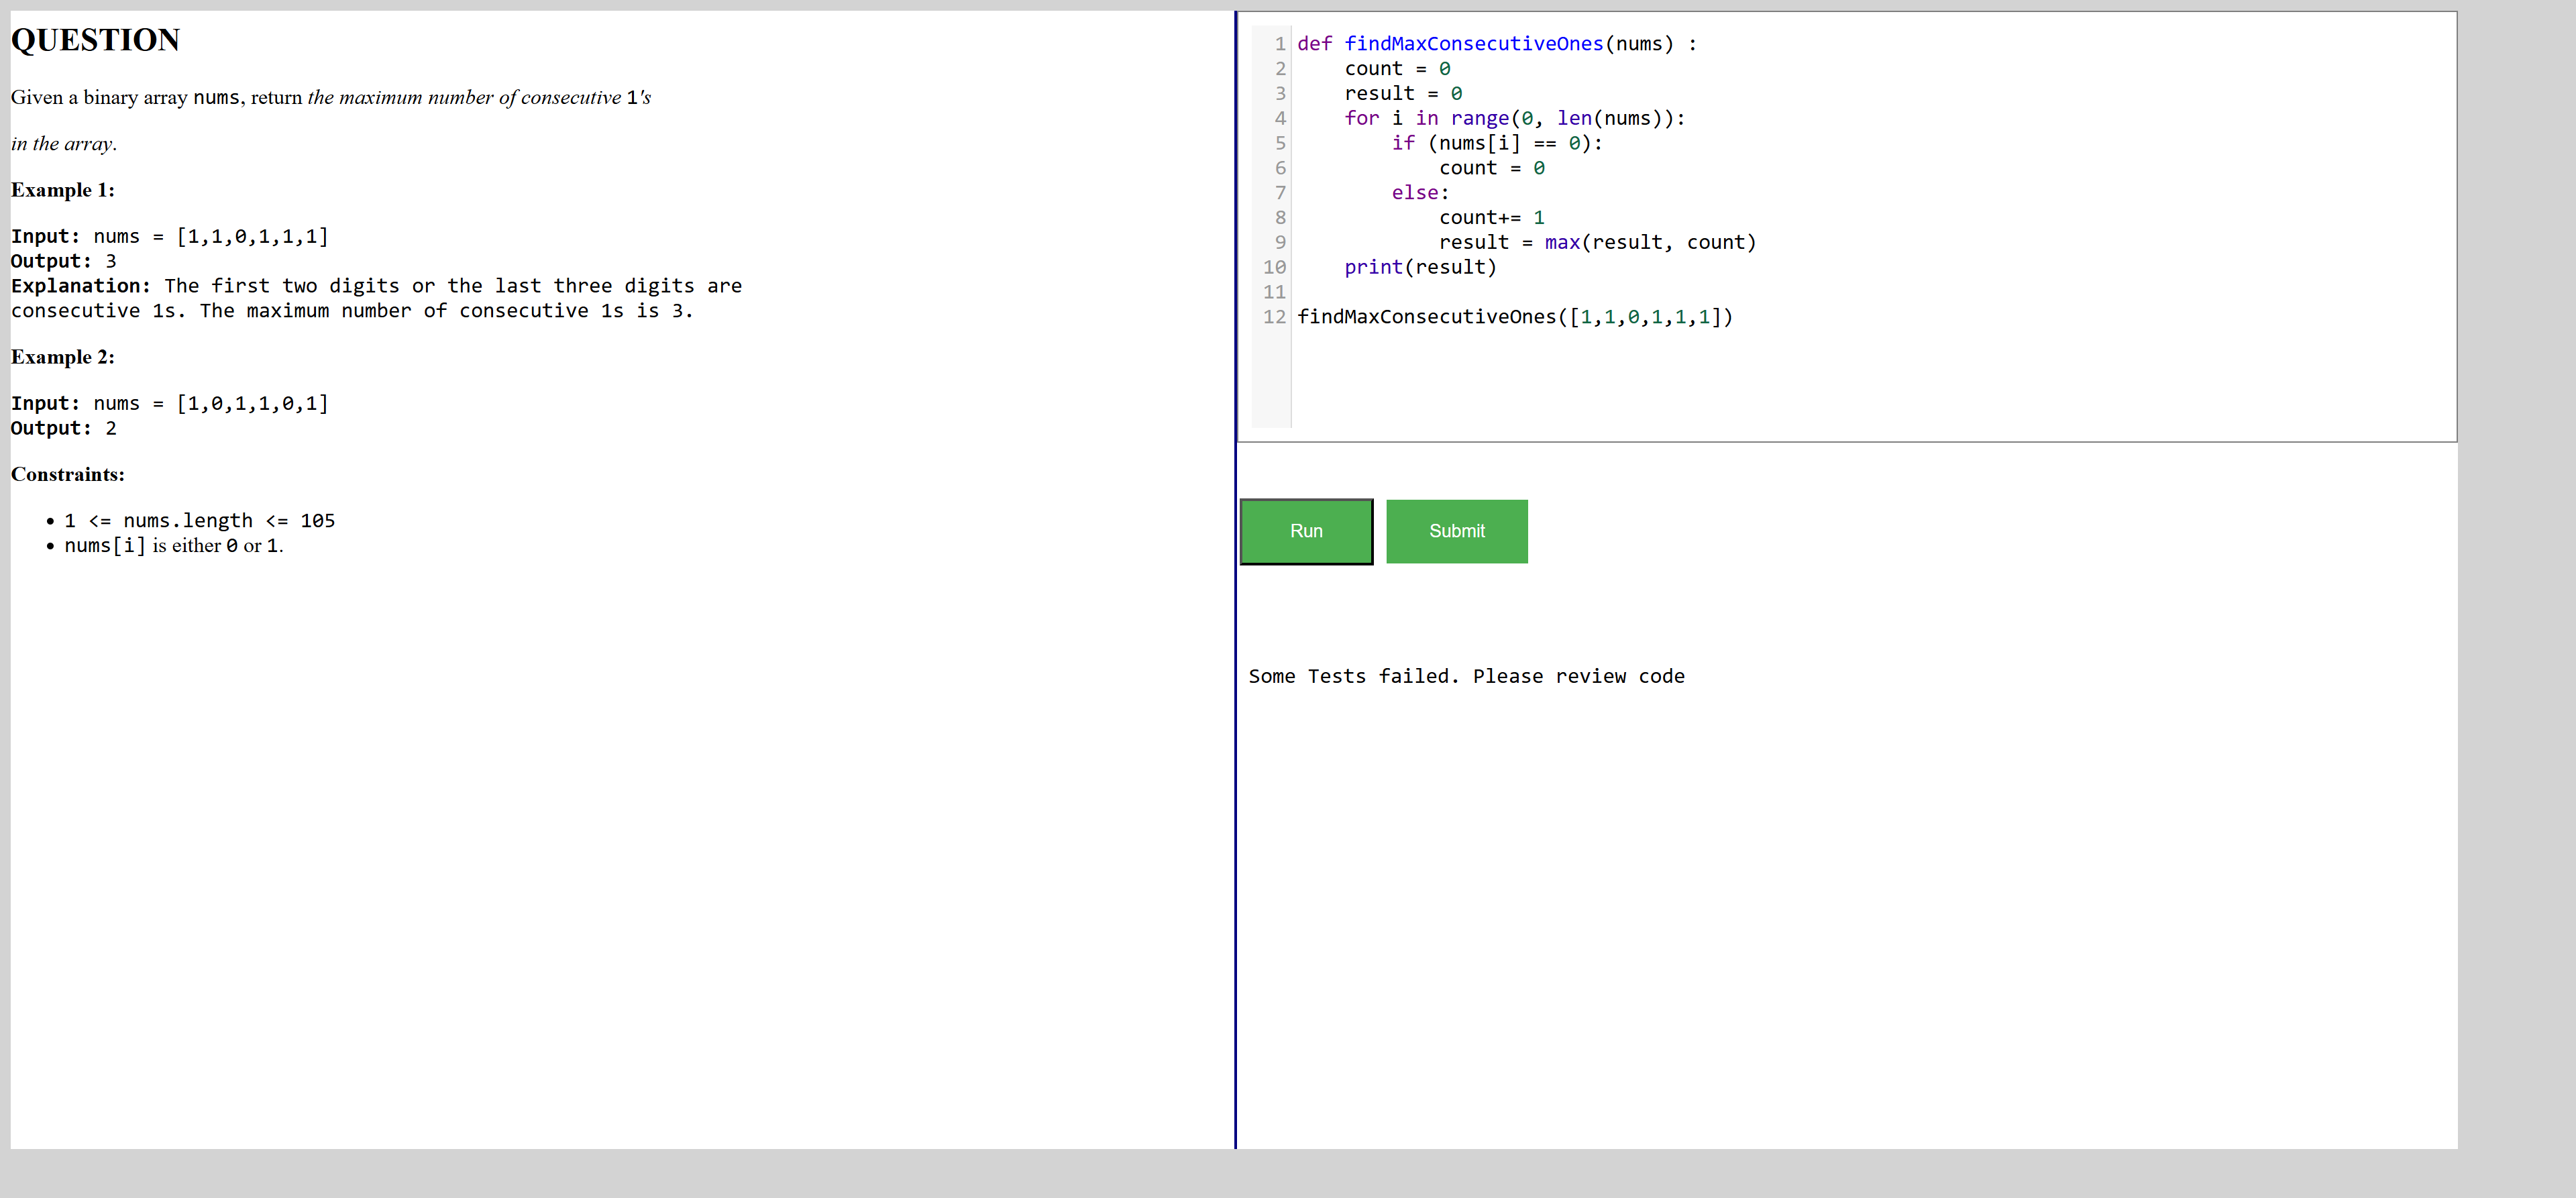 QUESTION
Given a binary array nums, return the maximum number of consecutive 1's
in the array.
Example 1:
Input: nums = [1,1,0,1,1,1]
Output: 3
Explanation: The first two digits or the last three digits are
consecutive 1s. The maximum number of consecutive 1s is 3.
Example 2:
Input: nums = [1,0,1,1,0,1]
Output: 2
Constraints:
• 1 <= nums.length <= 105
• nums[i] is either 0 or 1.
1 def findMaxConsecutiveOnes(nums) :
2     count = 0
3     result = 0
4     for i in range(0, len(nums)):
5         if (nums[i] == 0):
6             count = 0
7         else:
8             count+= 1
9             result = max(result, count)
10     print(result)
11
12 findMaxConsecutiveOnes([1,1,0,1,1,1])
Run Submit
Some Tests failed. Please review code